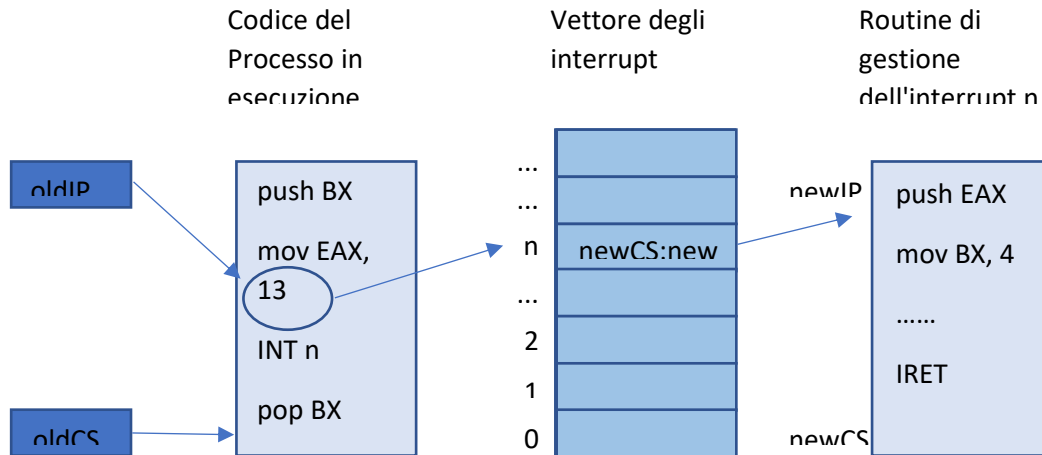 Codice del
Processo in
esecuzione
Vettore degli
interrupt
Routine di
gestione
dell'interrupt n
oldIP
oldCS
push BX
mov EAX,
13
INT n
pop BX
...
...
n
...
2
1
0
newCS:new
newIP
newCS
push EAX
mov BX, 4
......
IRET